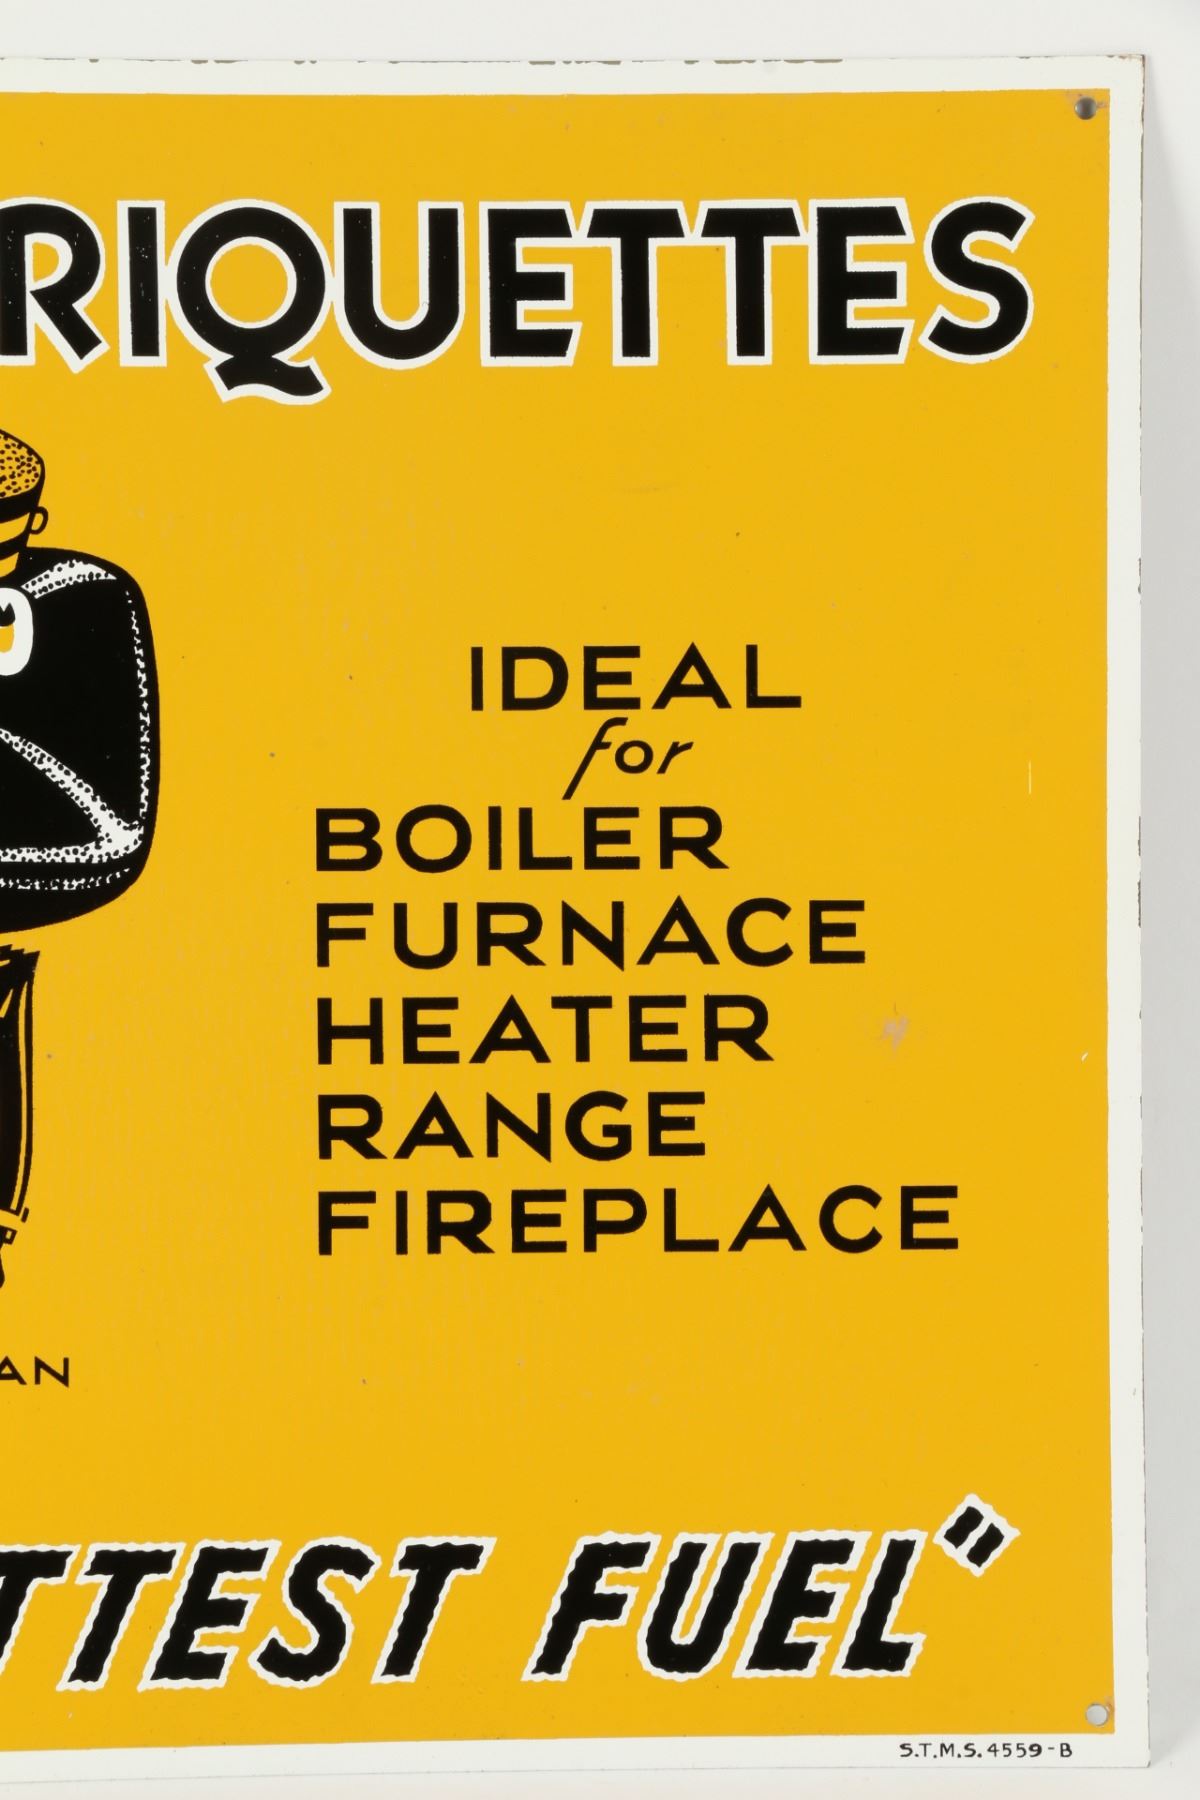 RIQUETTES
IDEAL
for
BOILER
FURNACE
HEATER
RANGE
FIREPLACE
AN
TTEST FUEL"
S.T.M.S. 4559-B